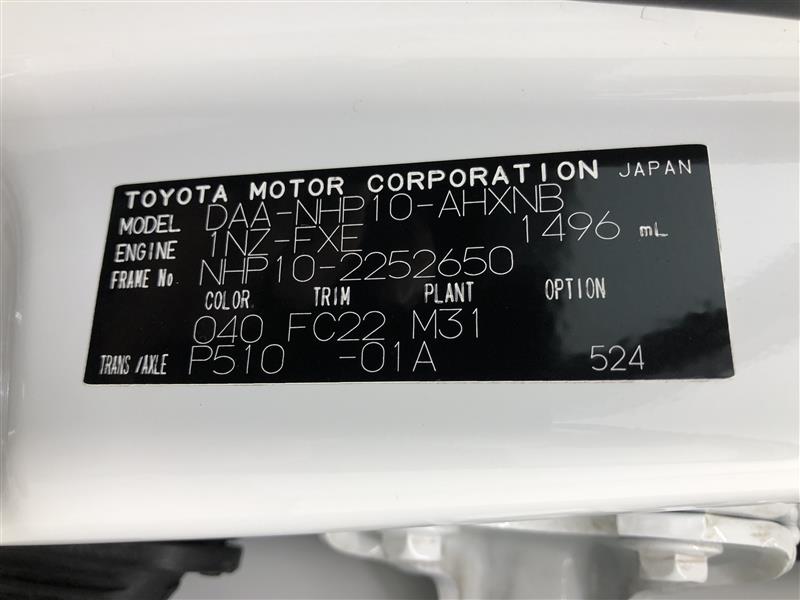 TOYOTA MOTOR CORPORATION JAPAN
MODEL DAA-NHP10-AHXNB
ENGINE 1NZ-FXE 1496 mL
FRAME No NHP10-2252650
COLOR TRIM PLANT OPTION
040 FC22 M31
TRANS/AXLE P510 -01A 524